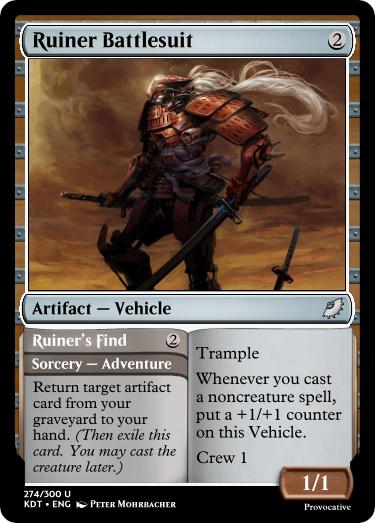 Ruiner Battlesuit 2
Artifact — Vehicle
Ruiner's Find 2
Sorcery — Adventure
Return target artifact
card from your
graveyard to your
hand. (Then exile this
card. You may cast the
creature later.)
Trample
Whenever you cast
a noncreature spell,
put a +1/+1 counter
on this Vehicle.
Crew 1
1/1
274/300 U
KDT • ENG Peter Mohrbacher
Provocative